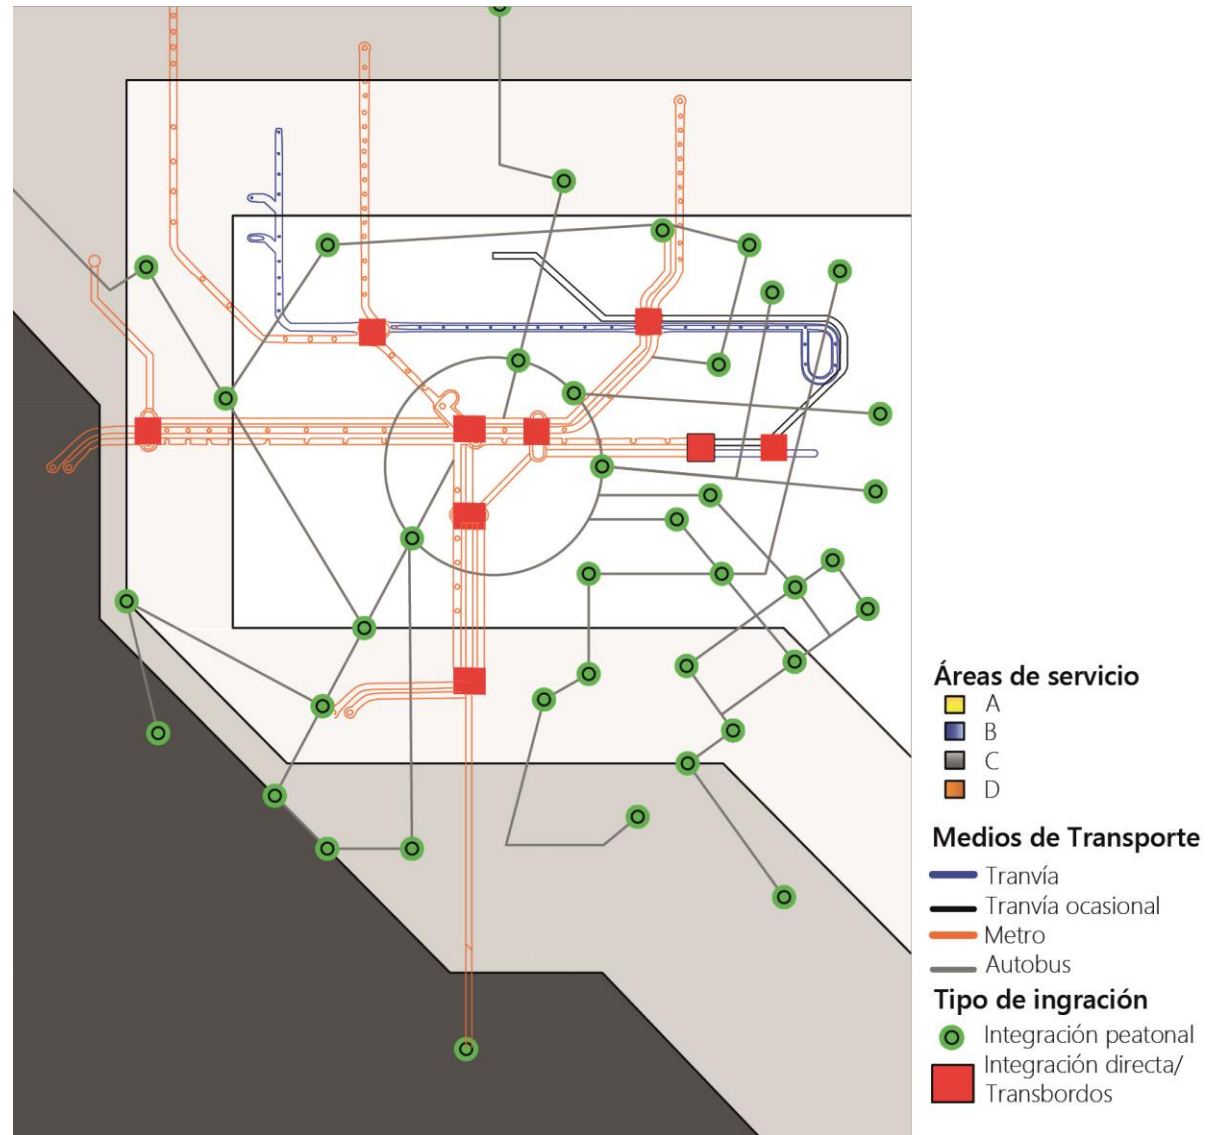 Áreas de servicio
A
B
C
D
Medios de Transporte
Tranvía
Tranvía ocasional
Metro
Autobus
Tipo de ingración
Integración peatonal
Integración directa/
Transbordos